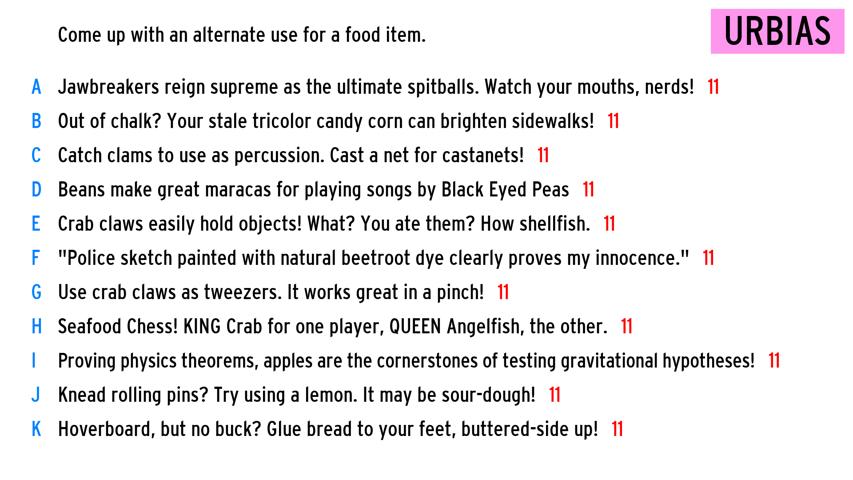 Come up with an alternate use for a food item.
URBIAS
A Jawbreakers reign supreme as the ultimate spitballs. Watch your mouths, nerds! 11
B Out of chalk? Your stale tricolor candy corn can brighten sidewalks! 11
C Catch clams to use as percussion. Cast a net for castanets! 11
D Beans make great maracas for playing songs by Black Eyed Peas 11
E Crab claws easily hold objects! What? You ate them? How shellfish. 11
F "Police sketch painted with natural beetroot dye clearly proves my innocence." 11
G Use crab claws as tweezers. It works great in a pinch! 11
H Seafood Chess! KING Crab for one player, QUEEN Angelfish, the other. 11
I Proving physics theorems, apples are the cornerstones of testing gravitational hypotheses! 11
J Knead rolling pins? Try using a lemon. It may be sour-dough! 11
K Hoverboard, but no buck? Glue bread to your feet, buttered-side up! 11